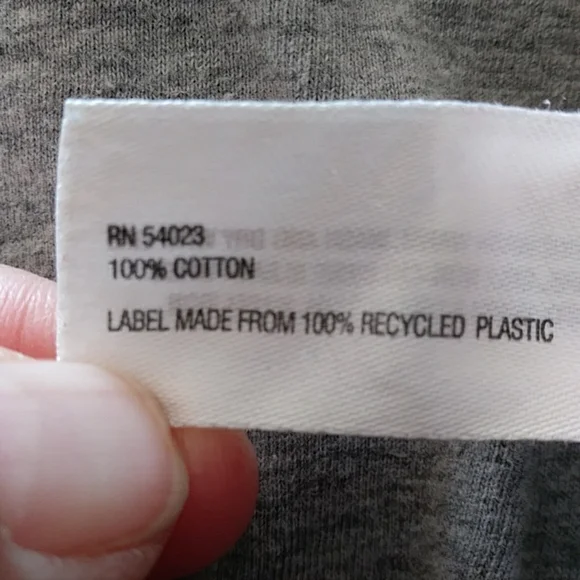 RN 54023
100% COTTON
LABEL MADE FROM 100% RECYCLED PLASTIC